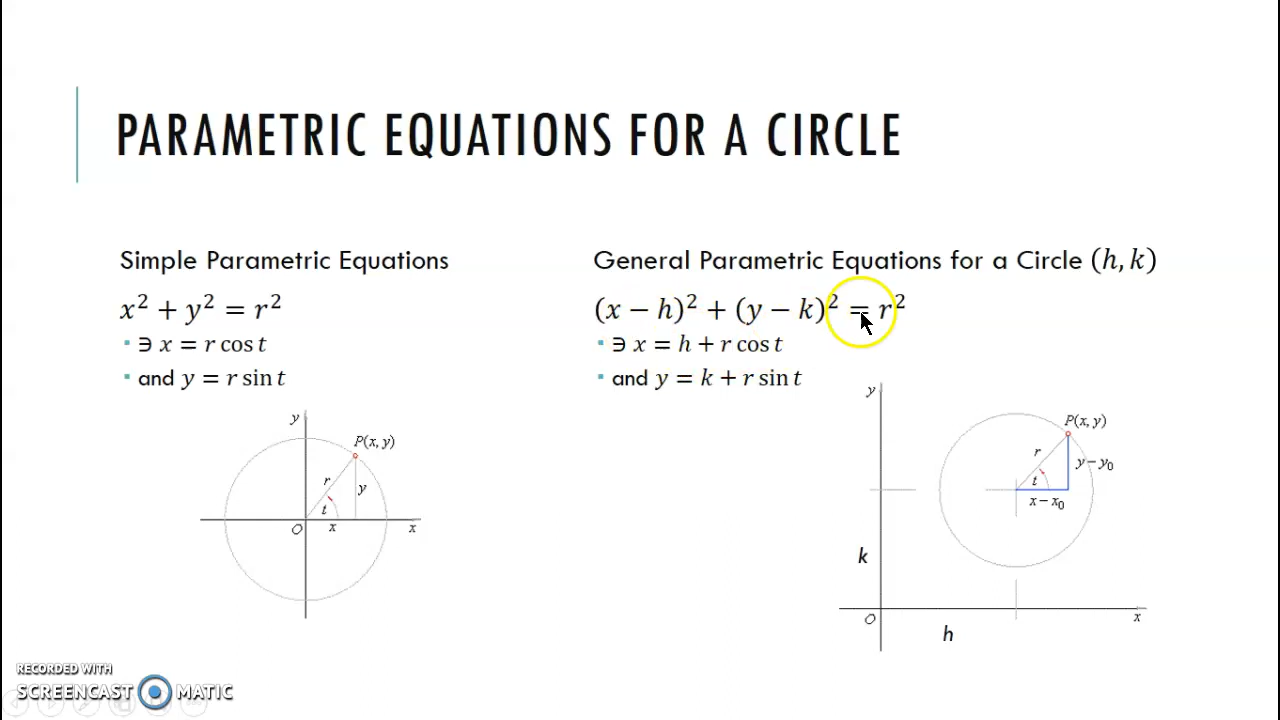 PARAMETRIC EQUATIONS FOR A CIRCLE
Simple Parametric Equations
x² + y² = r²
▪ ∋ x = r cos t
▪ and y = r sin t
y
P(x, y)
r
y
t
O
x
x
General Parametric Equations for a Circle (h, k)
(x − h)² + (y − k)² = r²
▪ ∋ x = h + r cos t
▪ and y = k + r sin t
y
P(x, y)
r
y − y₀
t
x − x₀
k
O
x
h
RECORDED WITH
SCREENCAST MATIC